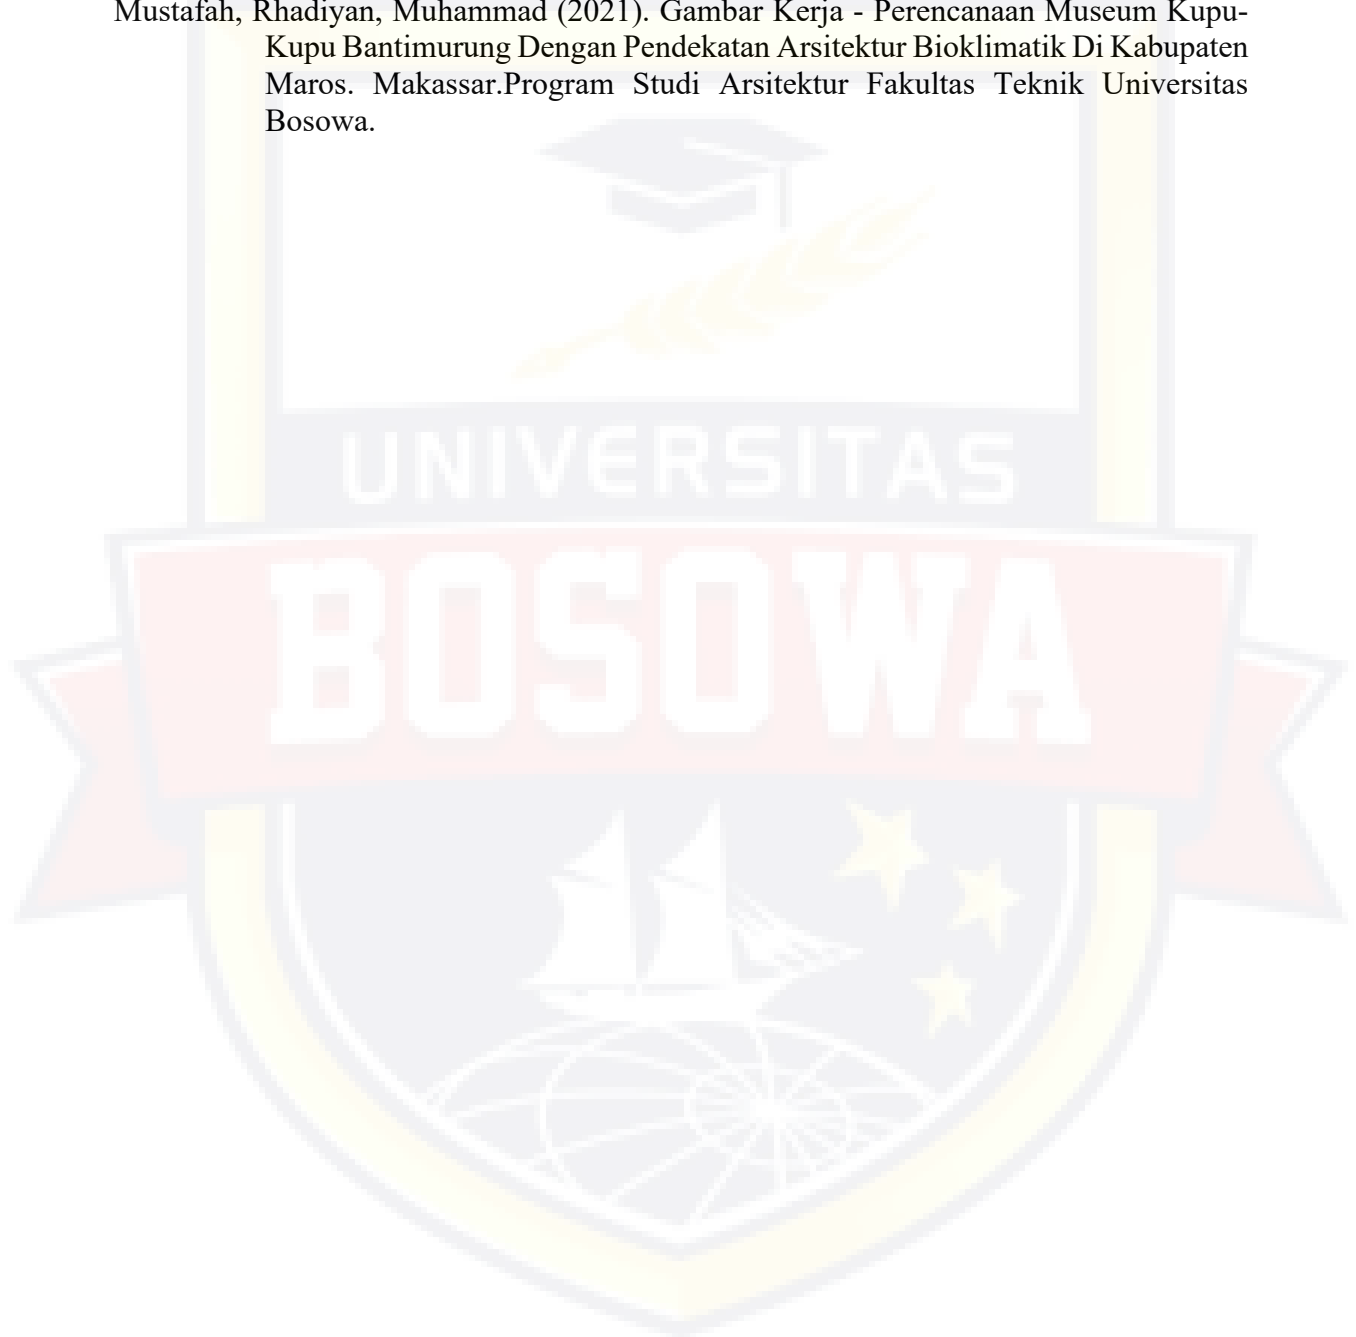 Mustafah, Rhadiyan, Muhammad (2021). Gambar Kerja - Perencanaan Museum Kupu-
Kupu Bantimurung Dengan Pendekatan Arsitektur Bioklimatik Di Kabupaten
Maros. Makassar.Program Studi Arsitektur Fakultas Teknik Universitas
Bosowa.
UNIVERSITAS
BOSOWA